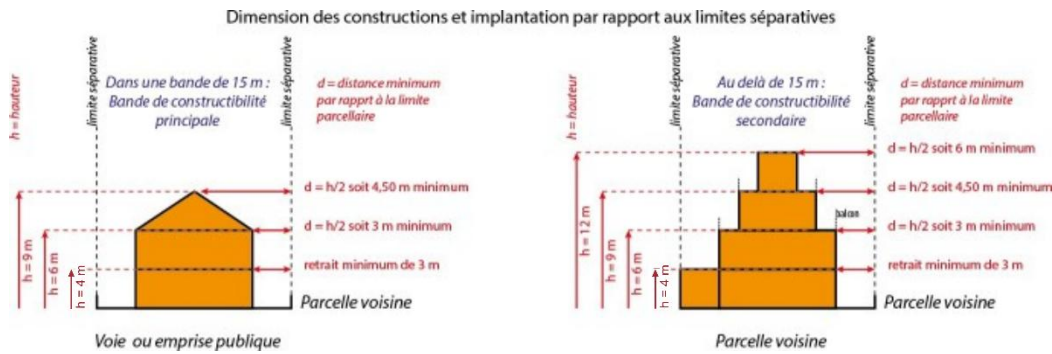 Dimension des constructions et implantation par rapport aux limites séparatives
h = hauteur
limite séparative
Dans une bande de 15 m :
Bande de constructibilité
principale
limite séparative
d = distance minimum
par rapprt à la limite
parcellaire
d = h/2 soit 4,50 m minimum
d = h/2 soit 3 m minimum
retrait minimum de 3 m
h = 9 m
h = 6 m
h = 4 m
Parcelle voisine
Voie ou emprise publique
h = hauteur
limite séparative
Au délà de 15 m :
Bande de constructibilité
secondaire
limite séparative
d = distance minimum
par rapprt à la limite
parcellaire
d = h/2 soit 6 m minimum
d = h/2 soit 4,50 m minimum
balcon
d = h/2 soit 3 m minimum
retrait minimum de 3 m
h = 12 m
h = 9 m
h = 6 m
h = 4 m
Parcelle voisine
Parcelle voisine